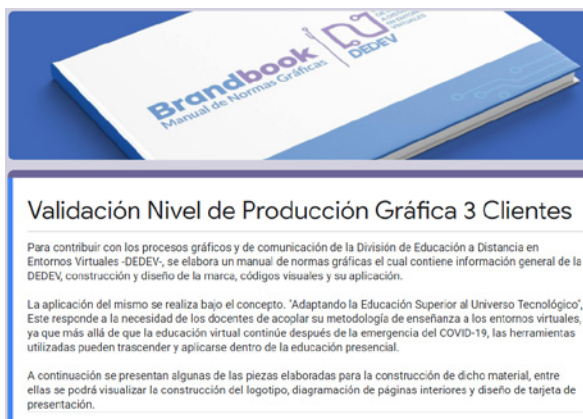 DE EDU
A DISTANC
EN ENTORNOS
VIRTUALES
DEDEV
Brandbook
Manual de Normas Gráficas
Validación Nivel de Producción Gráfica 3 Clientes
Para contribuir con los procesos gráficos y de comunicación de la División de Educación a Distancia en
Entornos Virtuales -DEDEV-, se elabora un manual de normas gráficas el cual contiene información general de la
DEDEV, construcción y diseño de la marca, códigos visuales y su aplicación.
La aplicación del mismo se realiza bajo el concepto. "Adaptando la Educación Superior al Universo Tecnológico",
Este responde a la necesidad de los docentes de acoplar su metodología de enseñanza a los entornos virtuales,
ya que más allá de que la educación virtual continúe después de la emergencia del COVID-19, las herramientas
utilizadas pueden trascender y aplicarse dentro de la educación presencial.
A continuación se presentan algunas de las piezas elaboradas para la construcción de dicho material, entre
ellas se podrá visualizar la construcción del logotipo, diagramación de páginas interiores y diseño de tarjeta de
presentación.